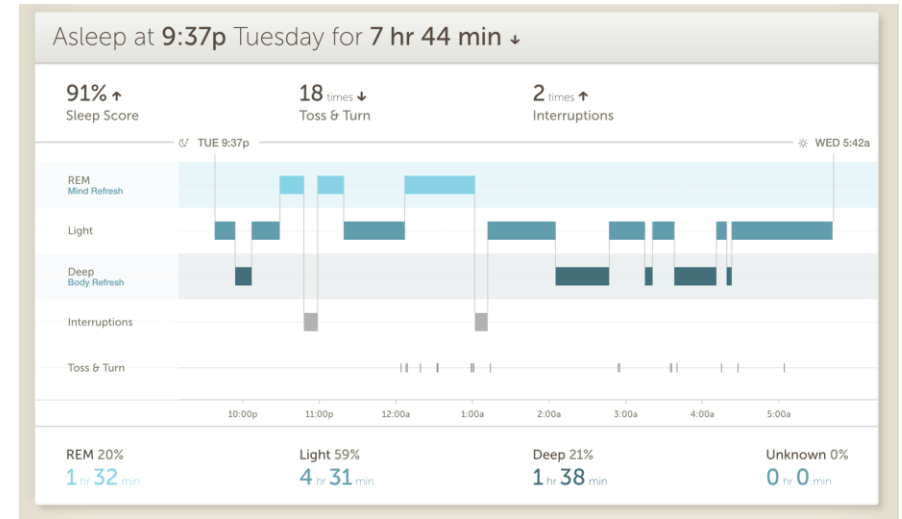 Asleep at 9:37p Tuesday for 7 hr 44 min ↓
91% ↑ 18 times ↓ 2 times ↑
Sleep Score Toss & Turn Interruptions
TUE 9:37p WED 5:42a
REM
Mind Refresh
Light
Deep
Body Refresh
Interruptions
Toss & Turn
10:00p 11:00p 12:00a 1:00a 2:00a 3:00a 4:00a 5:00a
REM 20% Light 59% Deep 21% Unknown 0%
1 hr 32 min 4 hr 31 min 1 hr 38 min 0 hr 0 min